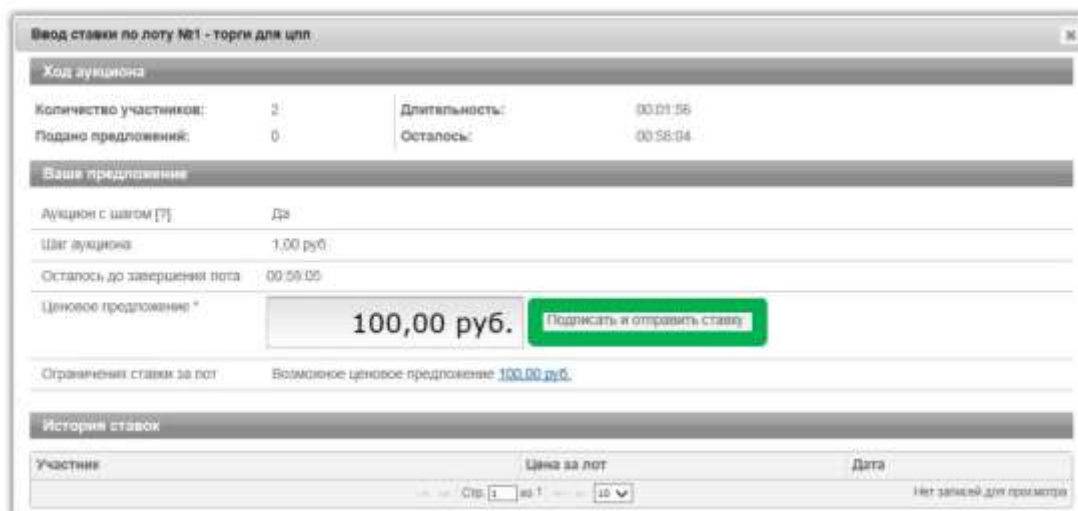 Ввод ставки по лоту №1 - торги для цпп
Ход аукциона
Количество участников: 2 Длительность: 00:01:56
Подано предложений: 0 Осталось: 00:58:04
Ваше предложение
Аукцион с шагом [?] Да
Шаг аукциона 1,00 руб.
Осталось до завершения лота 00:58:05
Ценовое предложение * 100,00 руб. Подписать и отправить ставку
Ограничения ставки за лот Возможное ценовое предложение 100,00 руб.
История ставок
Участник Цена за лот Дата
Стр. 1 из 1 10 Нет записей для просмотра